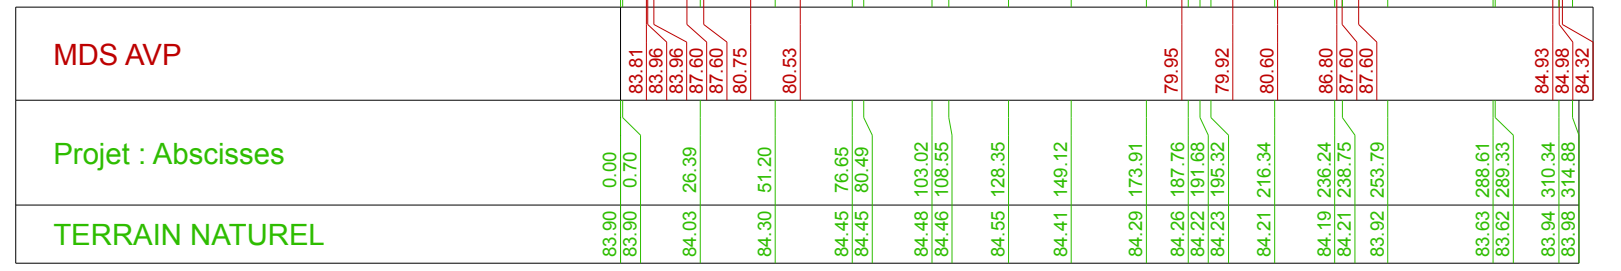 MDS AVP 83.81 83.96 83.96 87.60 87.60 80.75 80.53 79.95 79.92 80.60 86.80 87.60 87.60 84.93 84.98 84.32
Projet : Abscisses 0.00 0.70 26.39 51.20 76.65 80.49 103.02 108.55 128.35 149.12 173.91 187.76 191.68 195.32 216.34 236.24 238.75 253.79 288.61 289.33 310.34 314.88
TERRAIN NATUREL 83.90 83.90 84.03 84.30 84.45 84.45 84.48 84.46 84.55 84.41 84.29 84.26 84.22 84.23 84.21 84.19 84.21 83.92 83.63 83.62 83.94 83.98